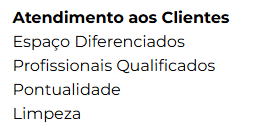 Atendimento aos Clientes
Espaço Diferenciados
Profissionais Qualificados
Pontualidade
Limpeza